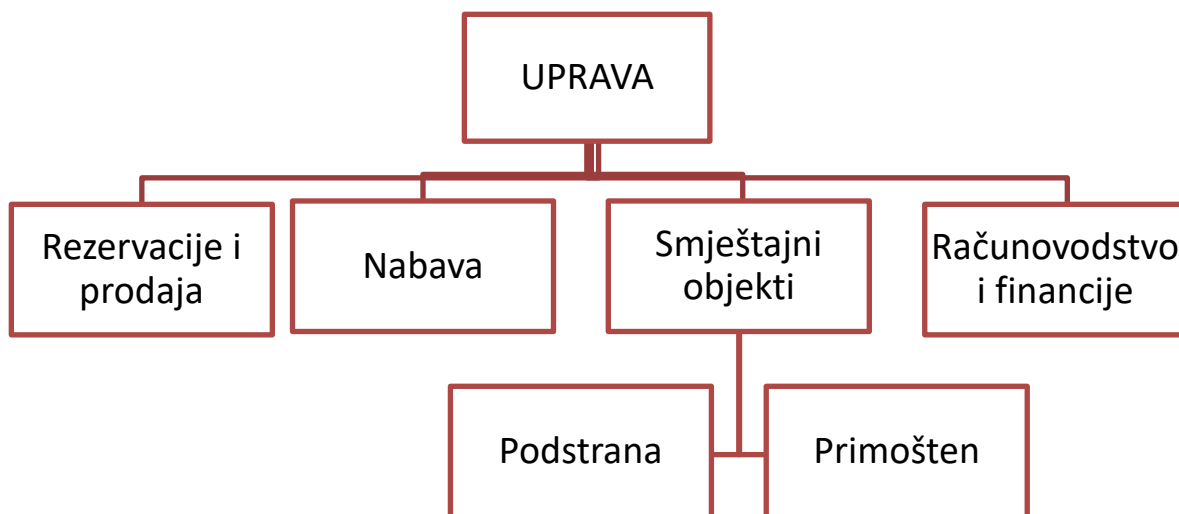 UPRAVA
Rezervacije i
prodaja
Nabava
Smještajni
objekti
Računovodstvo
i financije
Podstrana
Primošten